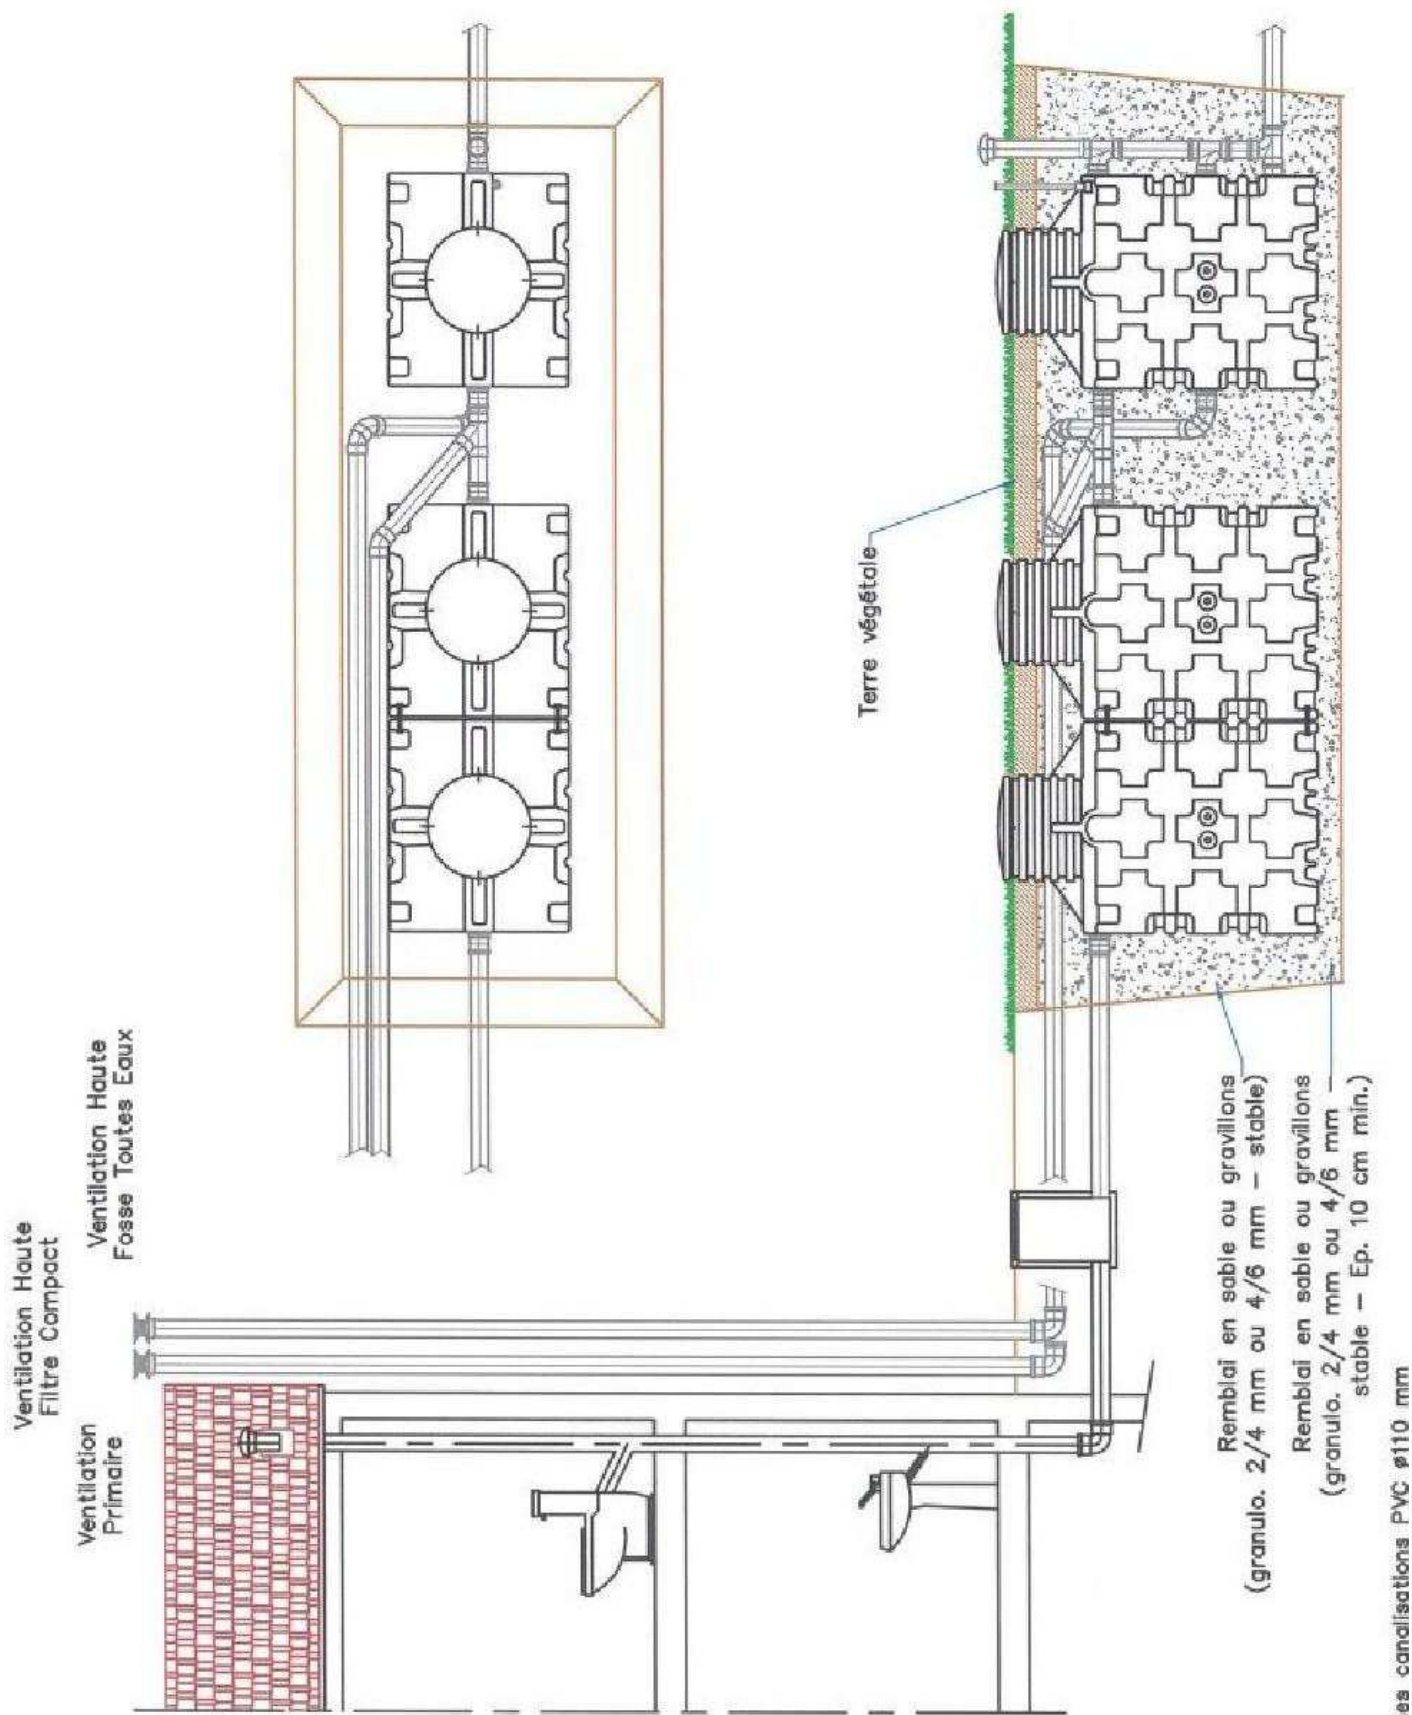 Ventilation Haute
Filtre Compact
Ventilation Haute
Fosse Toutes Eaux
Ventilation
Primaire
Terre végétale
Remblai en sable ou gravillons
(granulo. 2/4 mm ou 4/6 mm – stable)
Remblai en sable ou gravillons
(granulo. 2/4 mm ou 4/6 mm –
stable – Ep. 10 cm min.)
canalisations PVC ø110 mm